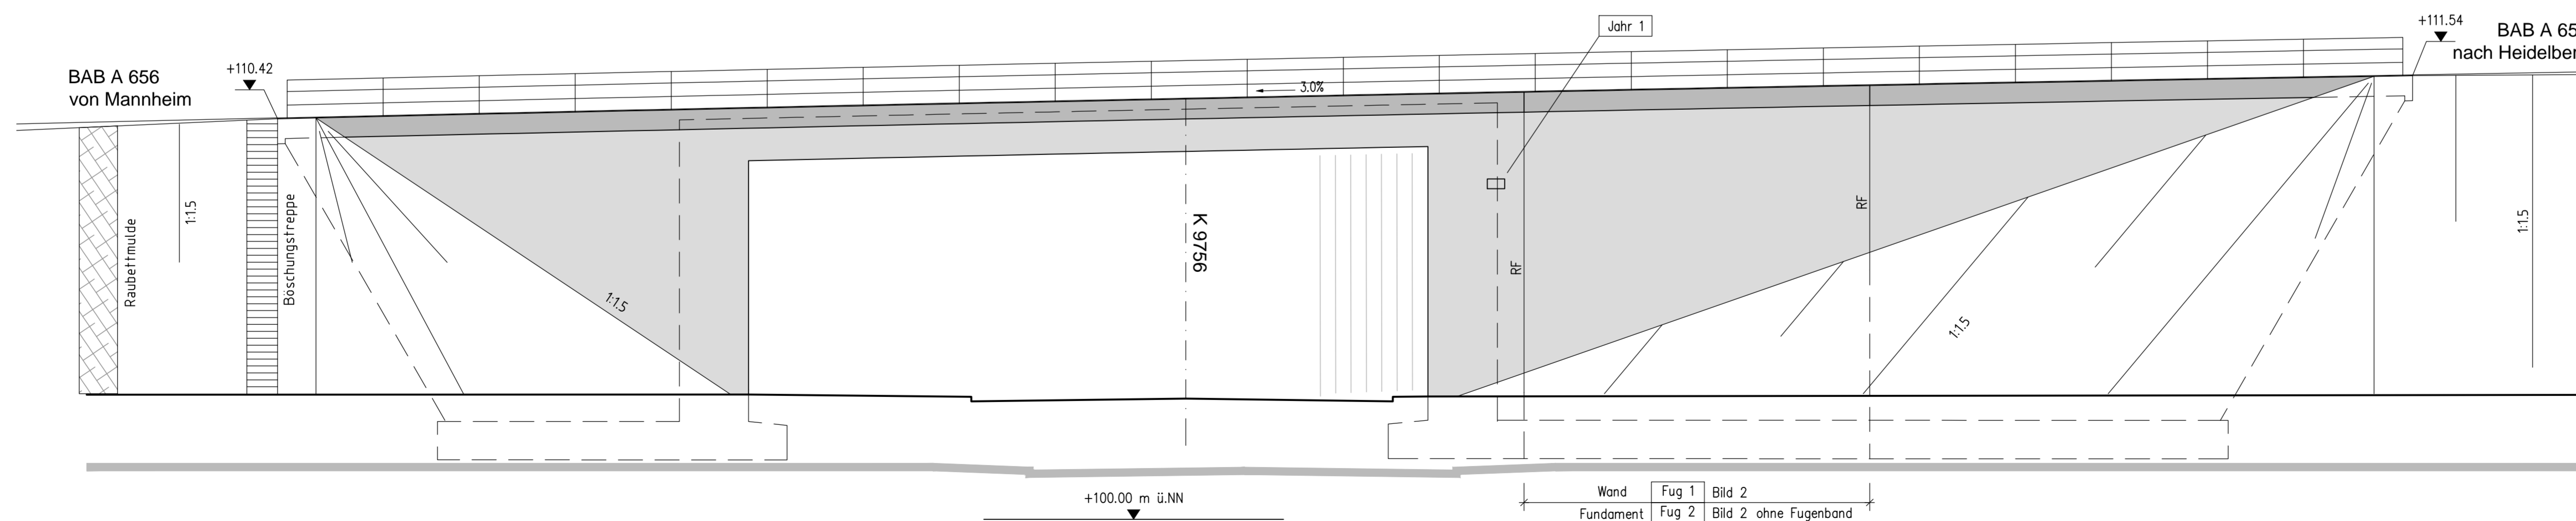 Jahr 1
+111.54
BAB A 65
nach Heidelber
BAB A 656
von Mannheim
+110.42
3.0%
Raubettmulde
1:1.5
Böschungstreppe
1:1.5
K 9756
RF
RF
1:1.5
1:1.5
+100.00 m ü.NN
Wand Fug 1 Bild 2
Fundament Fug 2 Bild 2 ohne Fugenband